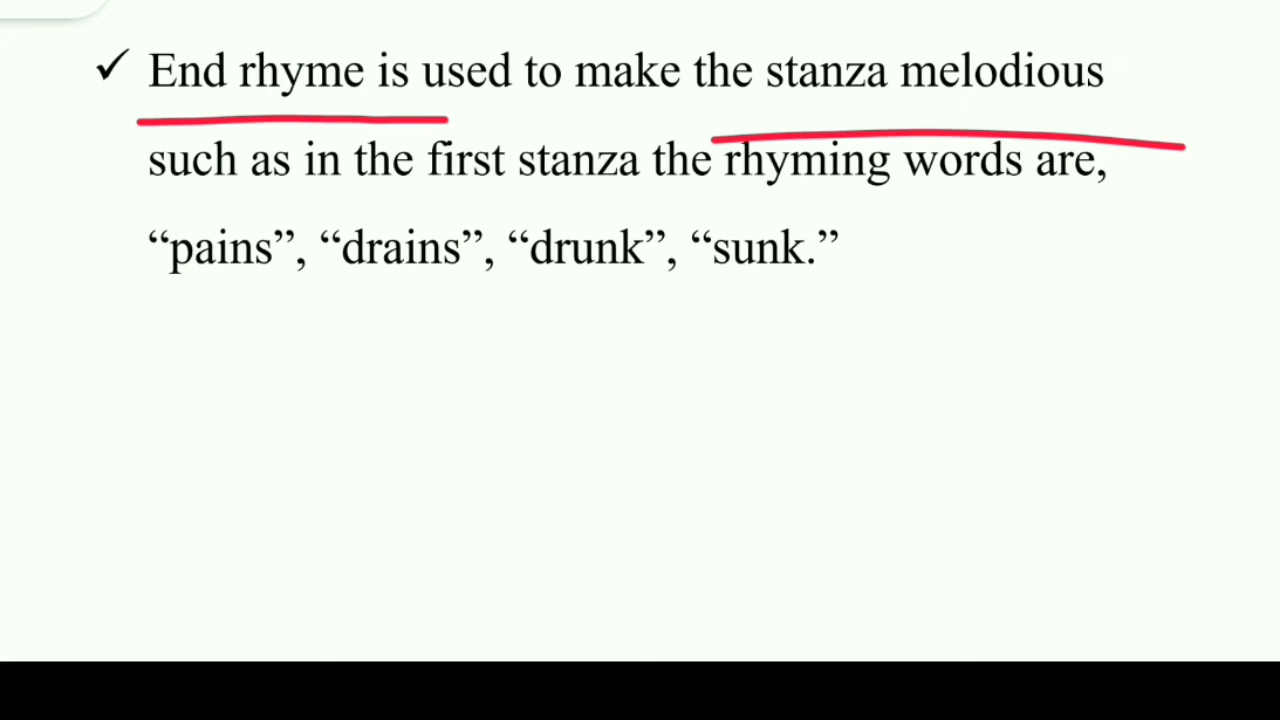 ✓ End rhyme is used to make the stanza melodious
such as in the first stanza the rhyming words are,
“pains”, “drains”, “drunk”, “sunk.”